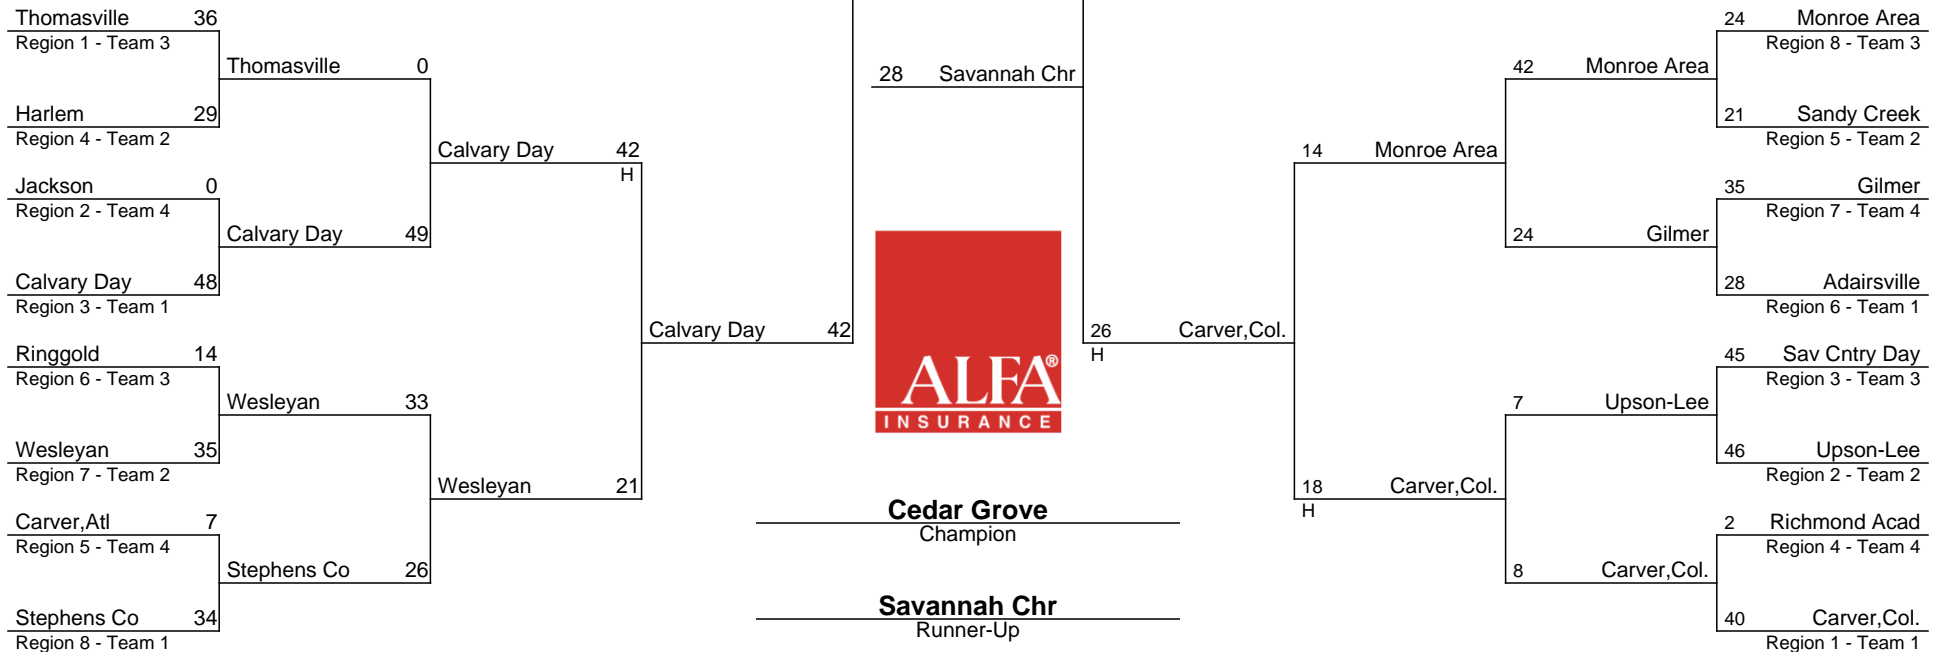 Thomasville 36
Region 1 - Team 3
Thomasville 0
Harlem 29
Region 4 - Team 2
Calvary Day 42
H
Jackson 0
Region 2 - Team 4
Calvary Day 49
Calvary Day 48
Region 3 - Team 1
Calvary Day 42
Ringgold 14
Region 6 - Team 3
Wesleyan 33
Wesleyan 35
Region 7 - Team 2
Wesleyan 21
Carver,Atl 7
Region 5 - Team 4
Stephens Co 26
Stephens Co 34
Region 8 - Team 1
28 Savannah Chr
ALFA®
INSURANCE
Cedar Grove
Champion
Savannah Chr
Runner-Up
26 Carver,Col.
H
14 Monroe Area
18 Carver,Col.
H
42 Monroe Area
24 Gilmer
7 Upson-Lee
8 Carver,Col.
24 Monroe Area
Region 8 - Team 3
21 Sandy Creek
Region 5 - Team 2
35 Gilmer
Region 7 - Team 4
28 Adairsville
Region 6 - Team 1
45 Sav Cntry Day
Region 3 - Team 3
46 Upson-Lee
Region 2 - Team 2
2 Richmond Acad
Region 4 - Team 4
40 Carver,Col.
Region 1 - Team 1